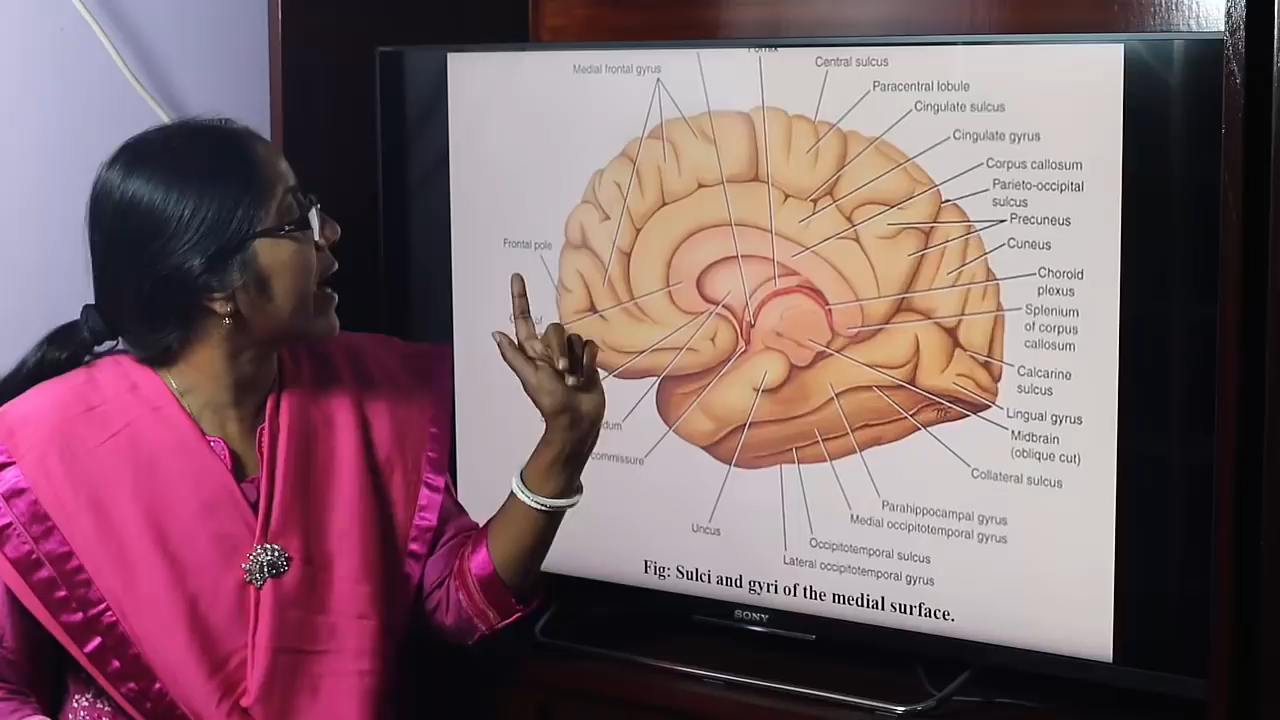 Fornix
Medial frontal gyrus
Central sulcus
Paracentral lobule
Cingulate sulcus
Cingulate gyrus
Corpus callosum
Parieto-occipital
sulcus
Precuneus
Cuneus
Frontal pole
Choroid
plexus
Splenium
of corpus
callosum
of
Calcarine
sulcus
Lingual gyrus
Midbrain
(oblique cut)
Collateral sulcus
commissure
Parahippocampal gyrus
Medial occipitotemporal gyrus
Uncus
Occipitotemporal sulcus
Lateral occipitotemporal gyrus
Fig: Sulci and gyri of the medial surface.
SONY